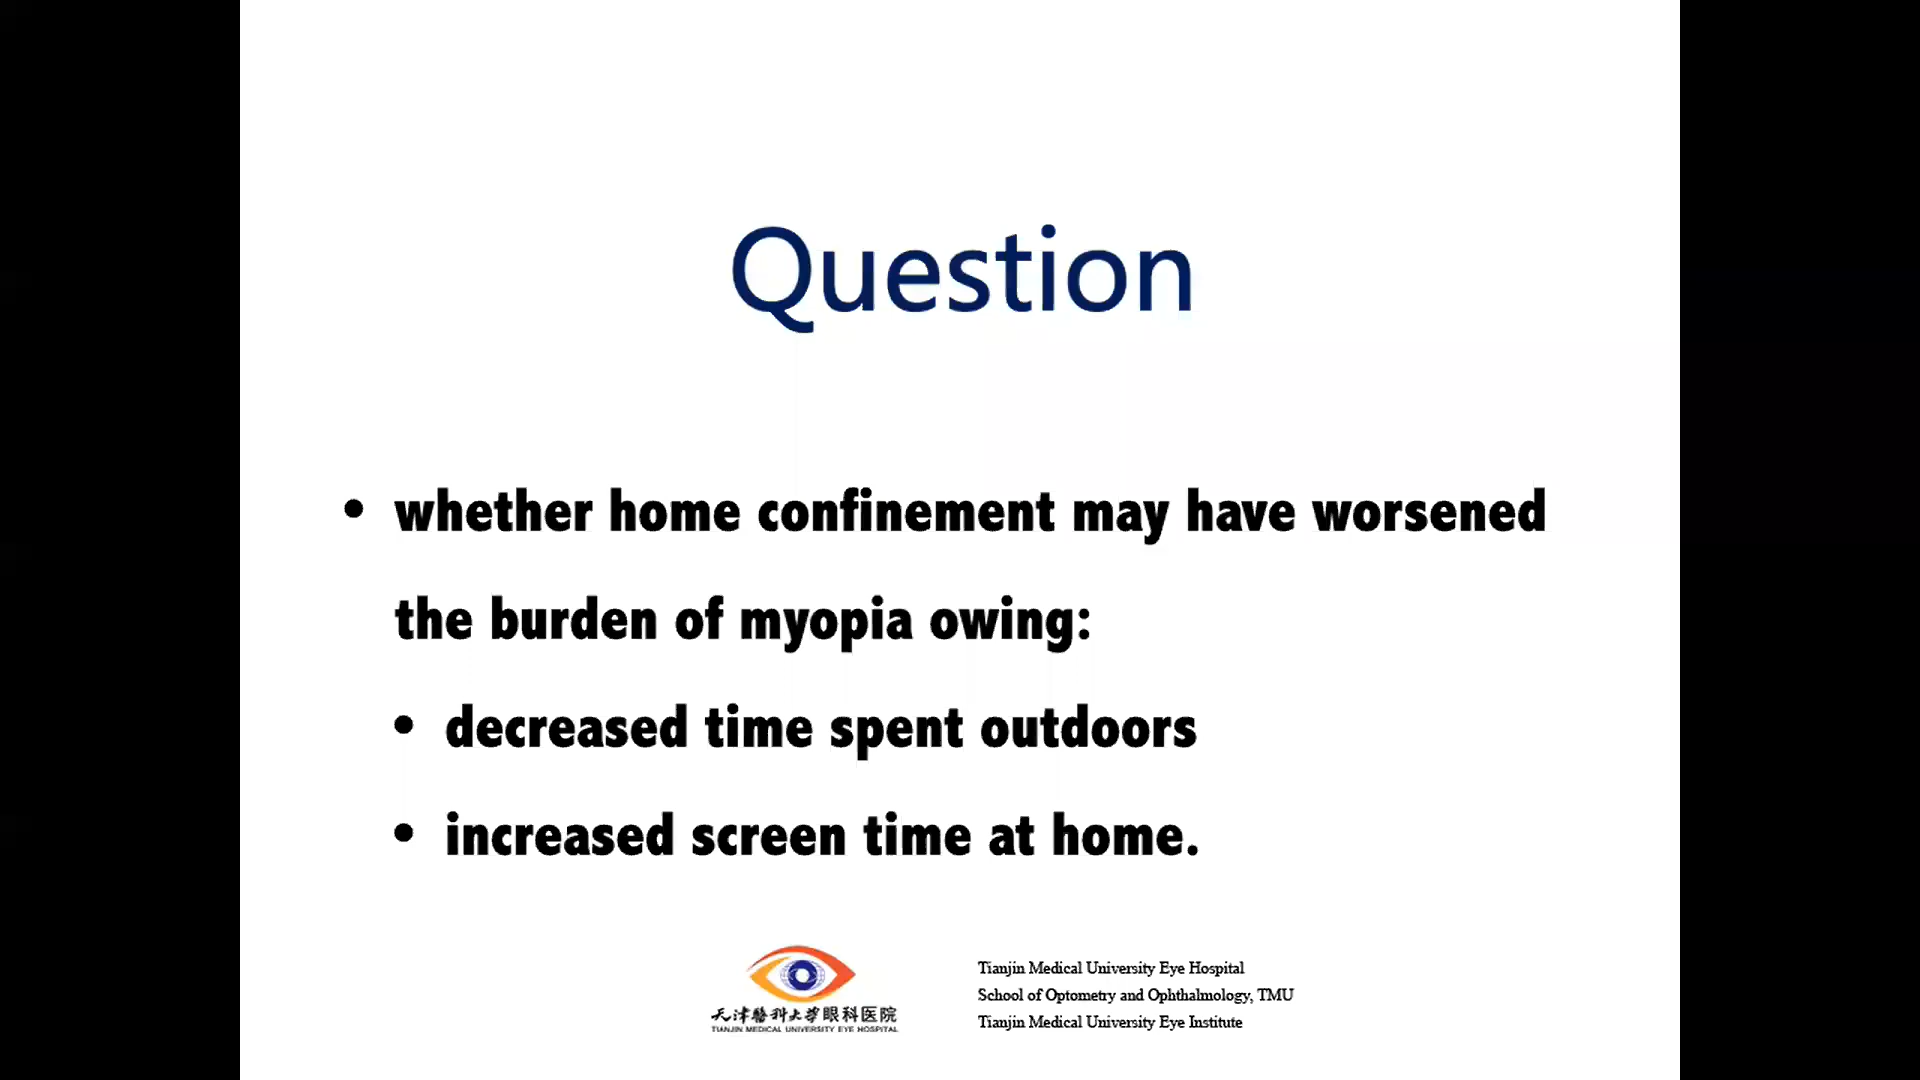 Question
• whether home confinement may have worsened
the burden of myopia owing:
• decreased time spent outdoors
• increased screen time at home.
天津醫科大學眼科医院
TIANJIN MEDICAL UNIVERSITY EYE HOSPITAL
Tianjin Medical University Eye Hospital
School of Optometry and Ophthalmology, TMU
Tianjin Medical University Eye Institute